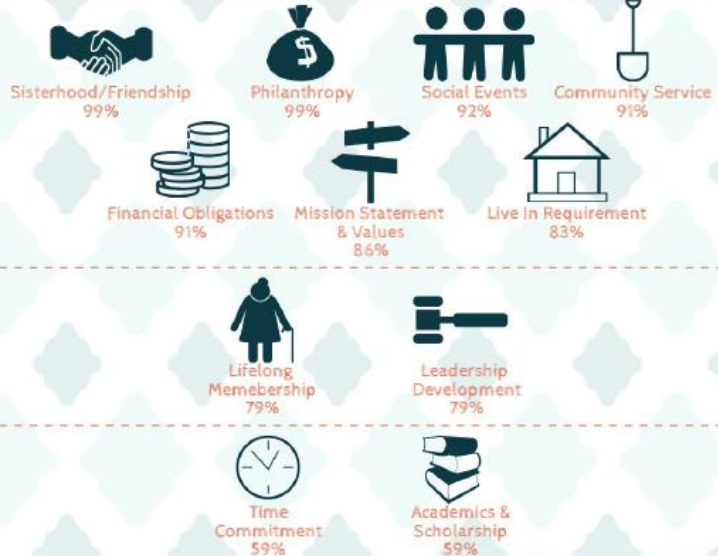 $
Sisterhood/Friendship
99%
Philanthropy
99%
Social Events
92%
Community Service
91%
Financial Obligations
91%
Mission Statement
& Values
86%
Live in Requirement
83%
Lifelong
Memebership
79%
Leadership
Development
79%
Time
Commitment
59%
Academics &
Scholarship
59%